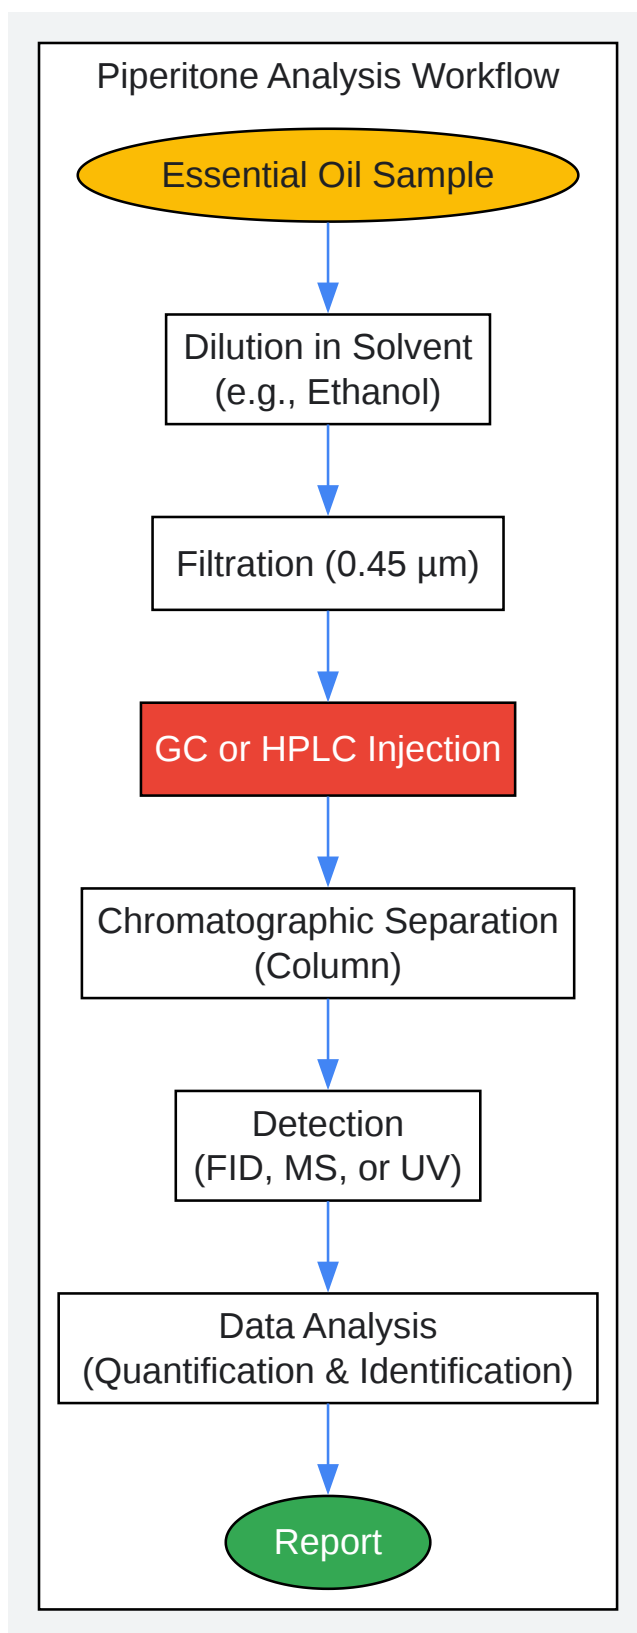 Piperitone Analysis Workflow
Essential Oil Sample
Dilution in Solvent
(e.g., Ethanol)
Filtration (0.45 µm)
GC or HPLC Injection
Chromatographic Separation
(Column)
Detection
(FID, MS, or UV)
Data Analysis
(Quantification & Identification)
Report